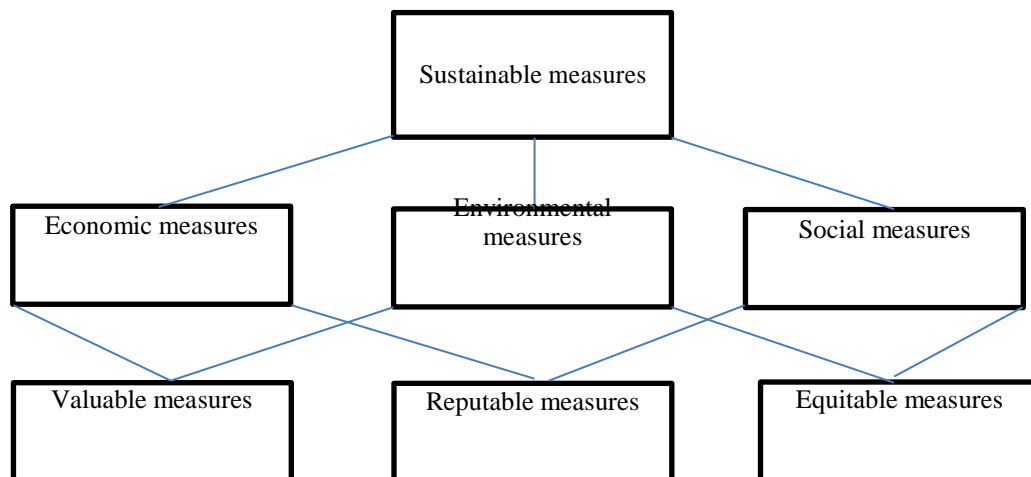 Sustainable measures
Economic measures
Environmental
measures
Social measures
Valuable measures
Reputable measures
Equitable measures